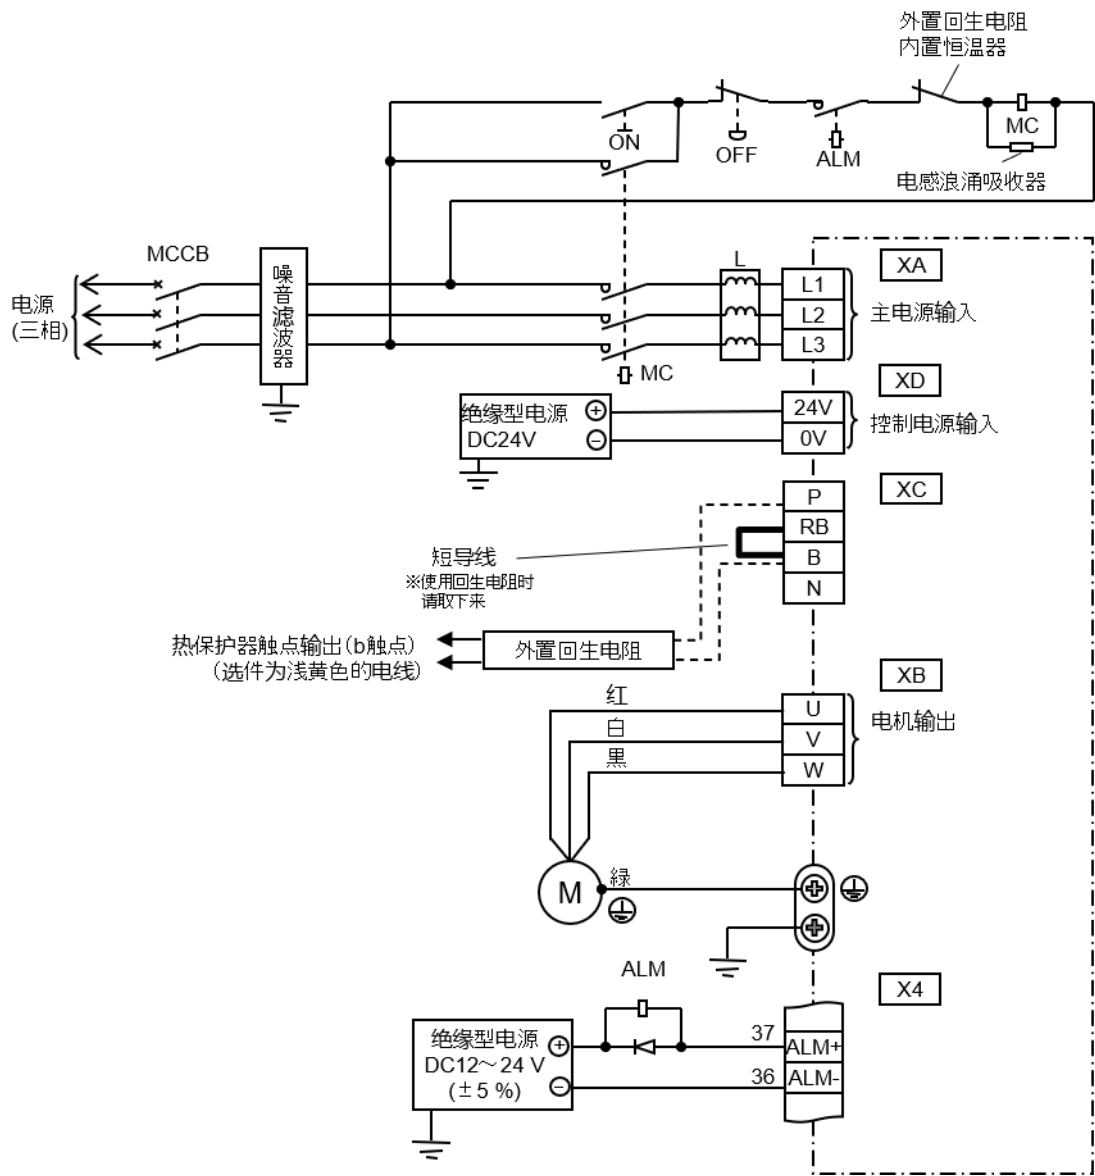 外置回生电阻
内置恒温器
ON
OFF
ALM
MC
电感浪涌吸收器
MCCB
噪音滤波器
L
XA
电源
(三相)
L1
L2
L3
主电源输入
MC
XD
绝缘型电源
DC24V
24V
0V
控制电源输入
XC
P
RB
B
N
短导线
※使用回生电阻时
请取下来
热保护器触点输出(b触点)
(选件为浅黄色的电线)
外置回生电阻
XB
红
白
黒
U
V
W
电机输出
M
緑
ALM
X4
绝缘型电源
DC12～24 V
(±5 %)
37
36
ALM+
ALM-